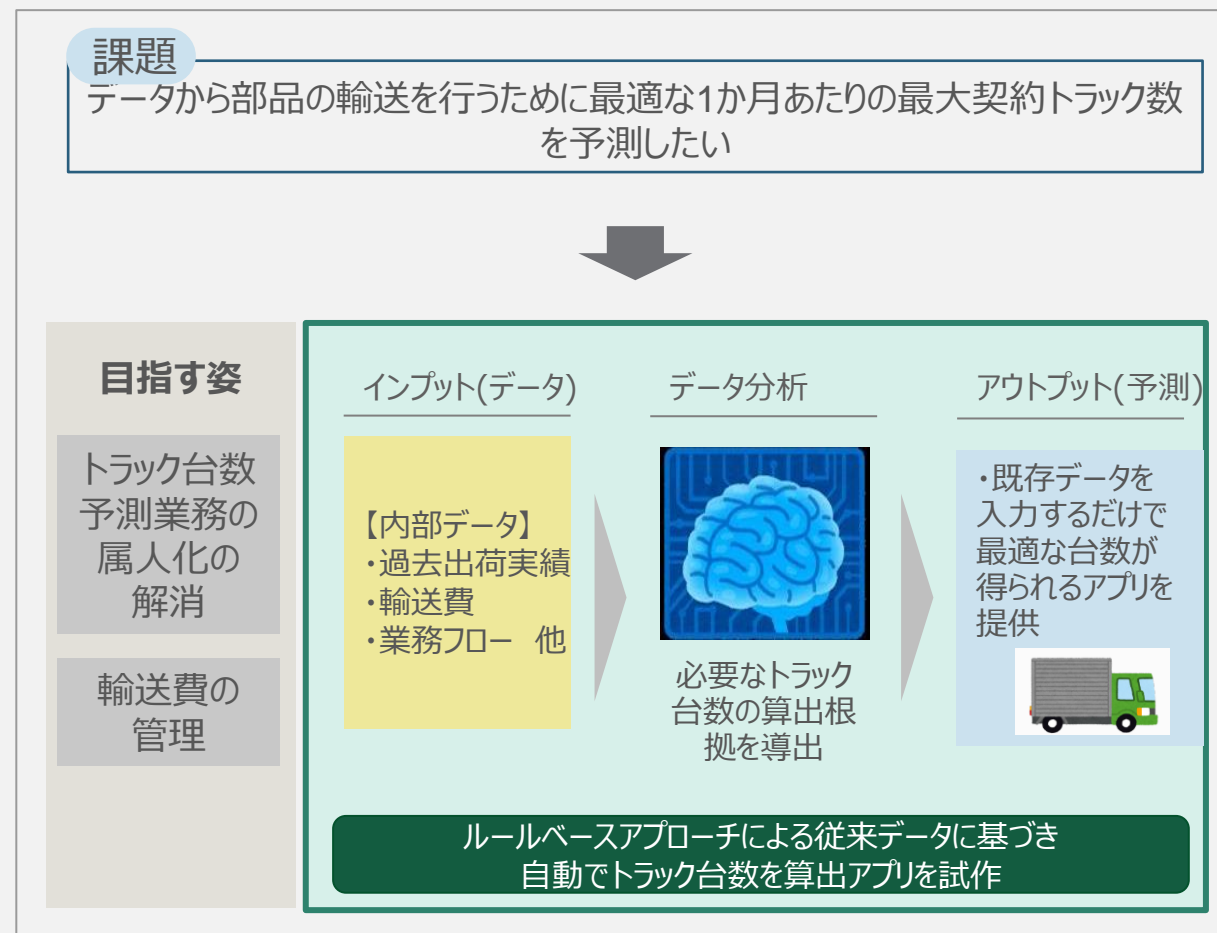 課題
データから部品の輸送を行うために最適な1か月あたりの最大契約トラック数
を予測したい
目指す姿
トラック台数
予測業務の
属人化の
解消
輸送費の
管理
インプット(データ)
【内部データ】
・過去出荷実績
・輸送費
・業務フロー 他
データ分析
必要なトラック
台数の算出根
拠を導出
アウトプット(予測)
・既存データを
入力するだけで
最適な台数が
得られるアプリを
提供
ルールベースアプローチによる従来データに基づき
自動でトラック台数を算出アプリを試作